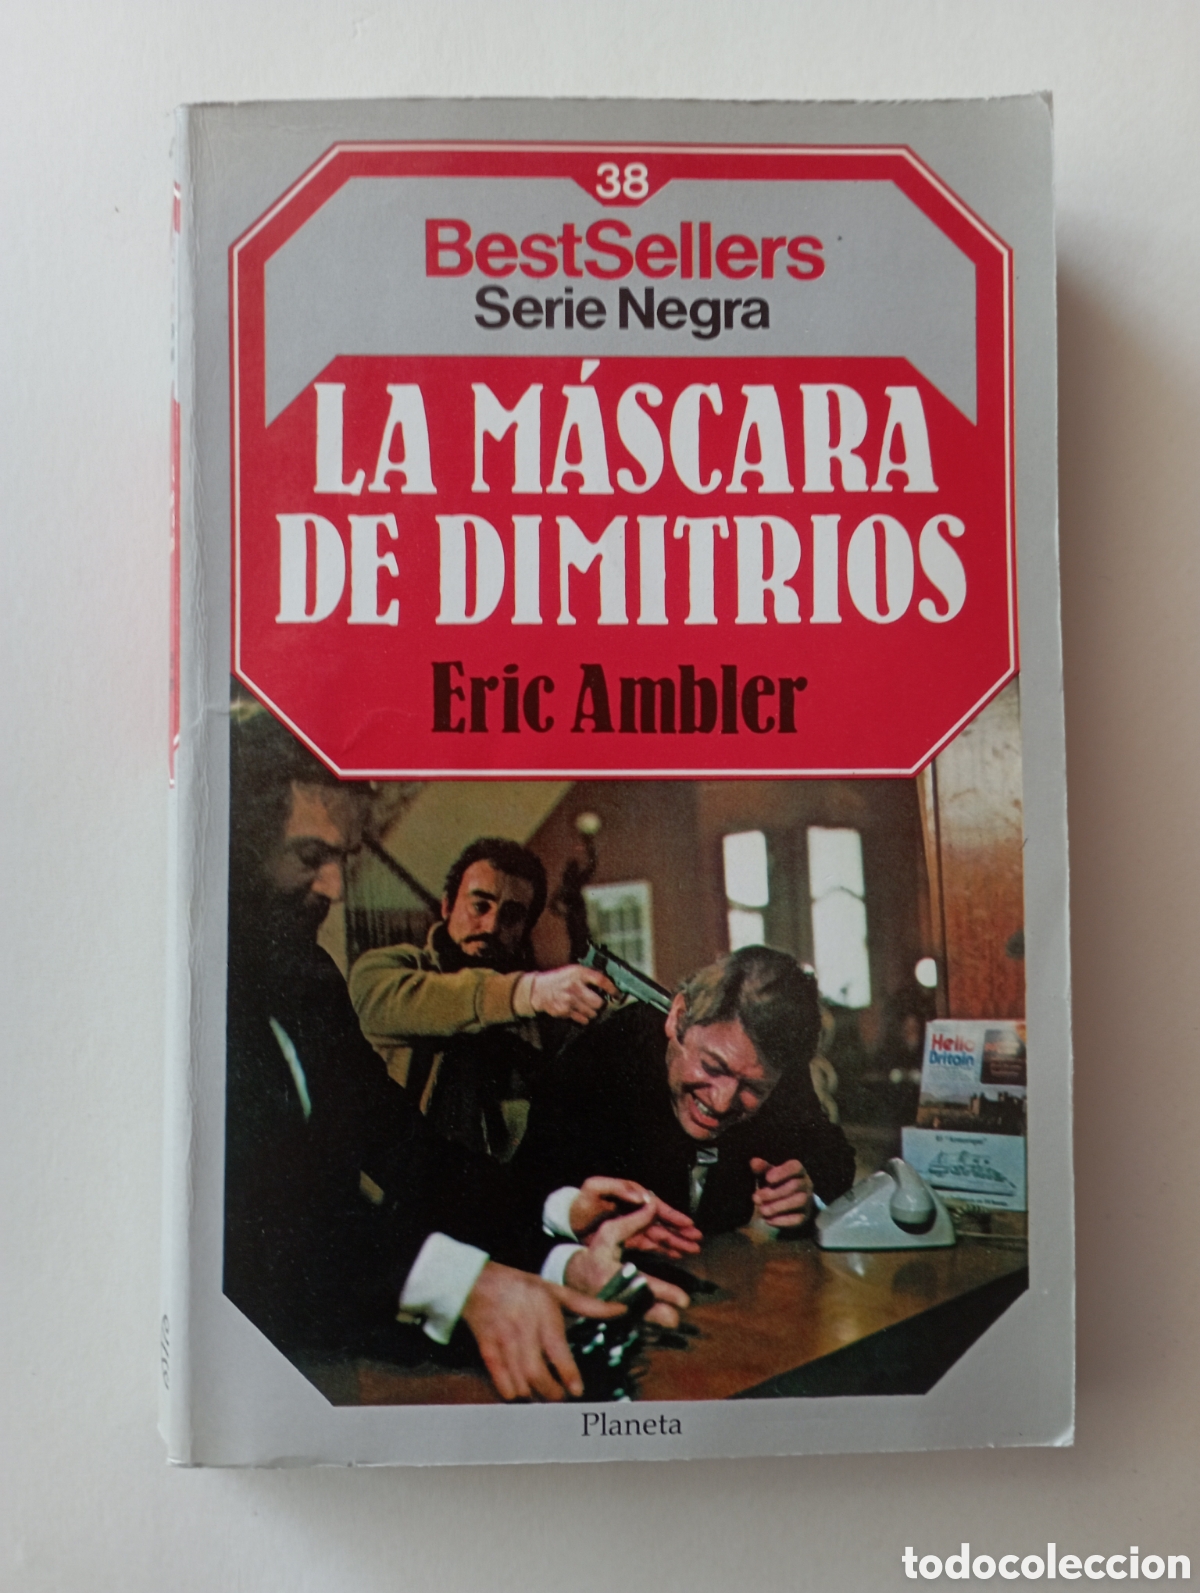 38
BestSellers
Serie Negra
LA MÁSCARA
DE DIMITRIOS
Eric Ambler
Hello
Britain
Planeta
todocoleccion